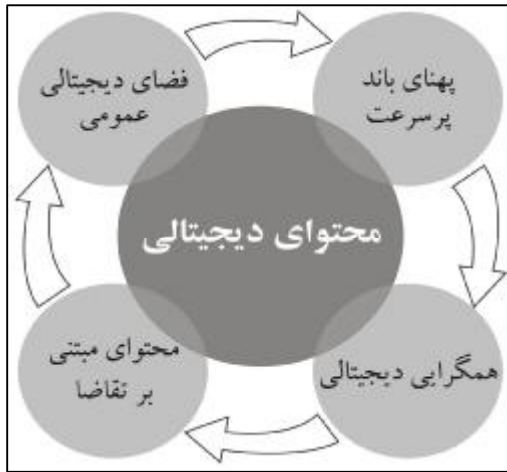 پهنای باند
پرسرعت
فضای دیجیتالی
عمومی
محتوای دیجیتالی
همگرایی دیجیتالی
محتوای مبتنی
بر تقاضا